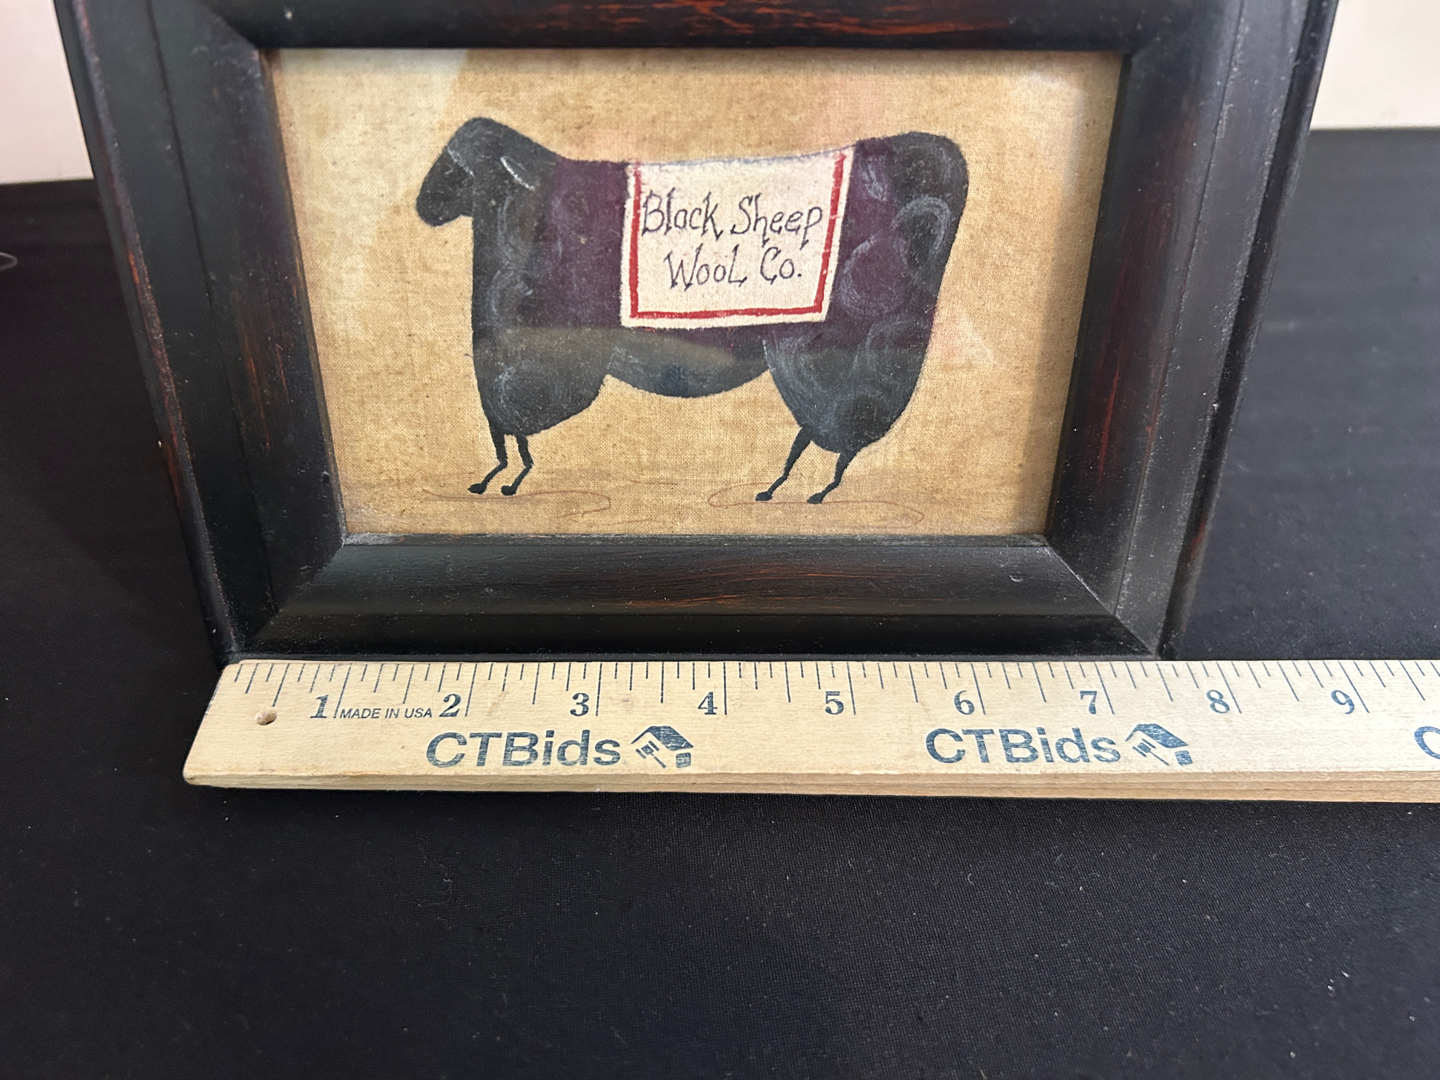 Black Sheep
Wool Co.
1 MADE IN USA 2 3 4 5 6 7 8 9
CTBids CTBids C